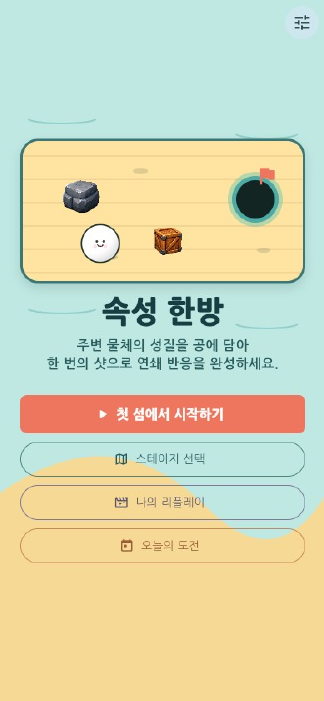 속성 한방
주변 물체의 성질을 공에 담아
한 번의 샷으로 연쇄 반응을 완성하세요.
첫 섬에서 시작하기
스테이지 선택
나의 리플레이
오늘의 도전